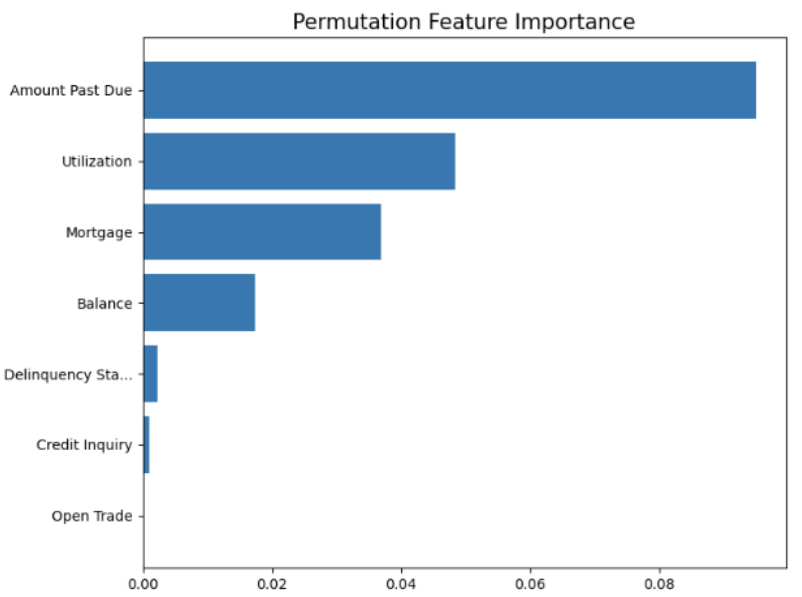 Permutation Feature Importance
Amount Past Due
Utilization
Mortgage
Balance
Delinquency Sta...
Credit Inquiry
Open Trade
0.00 0.02 0.04 0.06 0.08